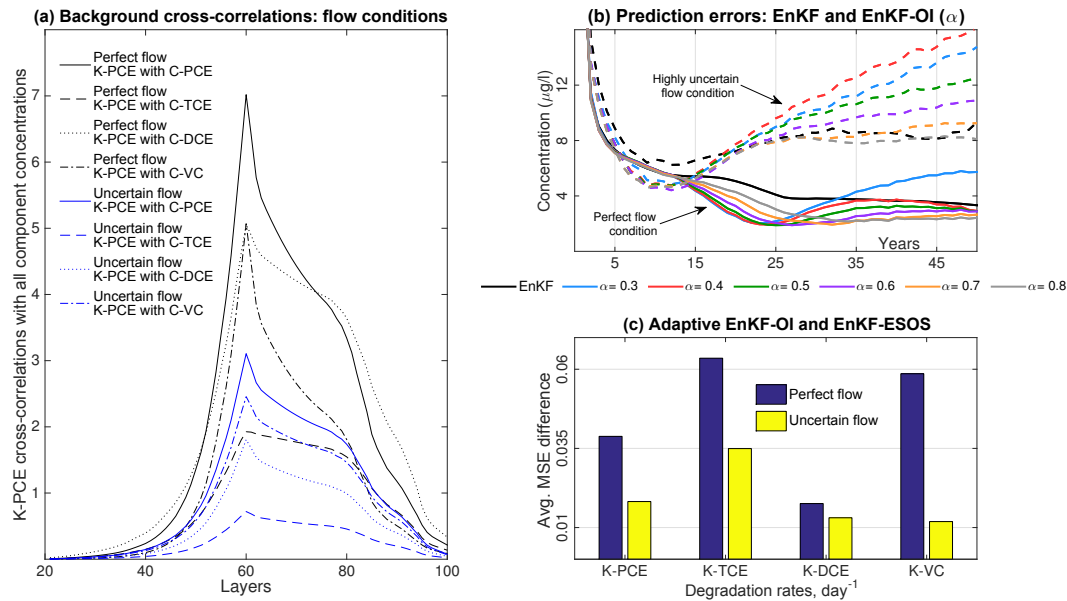 (a) Background cross-correlations: flow conditions
K-PCE cross-correlations with all component concentrations
7
6
5
4
3
2
1
Perfect flow
K-PCE with C-PCE
Perfect flow
K-PCE with C-TCE
Perfect flow
K-PCE with C-DCE
Perfect flow
K-PCE with C-VC
Uncertain flow
K-PCE with C-PCE
Uncertain flow
K-PCE with C-TCE
Uncertain flow
K-PCE with C-DCE
Uncertain flow
K-PCE with C-VC
20 40 60 80 100
Layers
(b) Prediction errors: EnKF and EnKF-OI (α)
Concentration (μg/l)
12
8
4
Highly uncertain
flow condition
Perfect flow
condition
Years
5 15 25 35 45
EnKF α= 0.3 α= 0.4 α= 0.5 α= 0.6 α= 0.7 α= 0.8
(c) Adaptive EnKF-OI and EnKF-ESOS
Avg. MSE difference
0.06
0.035
0.01
Perfect flow
Uncertain flow
K-PCE K-TCE K-DCE K-VC
Degradation rates, day⁻¹